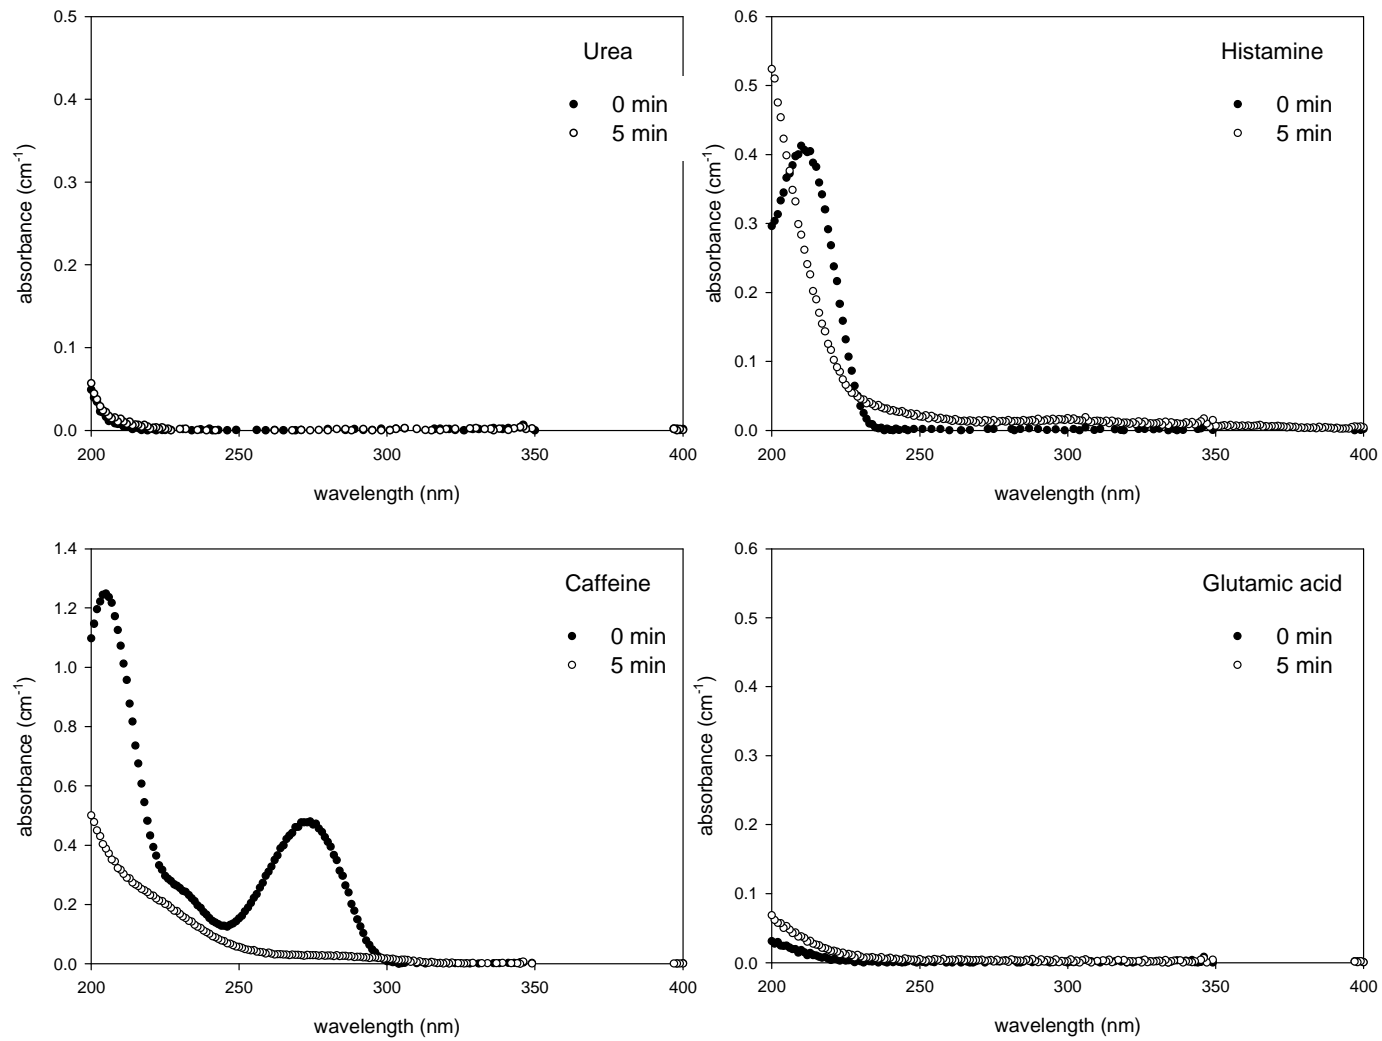 Urea
0 min
5 min
0.5
0.4
0.3
0.2
0.1
0.0
absorbance (cm-1)
200 250 300 350 400
wavelength (nm)
Histamine
0 min
5 min
0.6
0.5
0.4
0.3
0.2
0.1
0.0
absorbance (cm-1)
200 250 300 350 400
wavelength (nm)
Caffeine
0 min
5 min
1.4
1.2
1.0
0.8
0.6
0.4
0.2
0.0
absorbance (cm-1)
200 250 300 350 400
wavelength (nm)
Glutamic acid
0 min
5 min
0.6
0.5
0.4
0.3
0.2
0.1
0.0
absorbance (cm-1)
200 250 300 350 400
wavelength (nm)